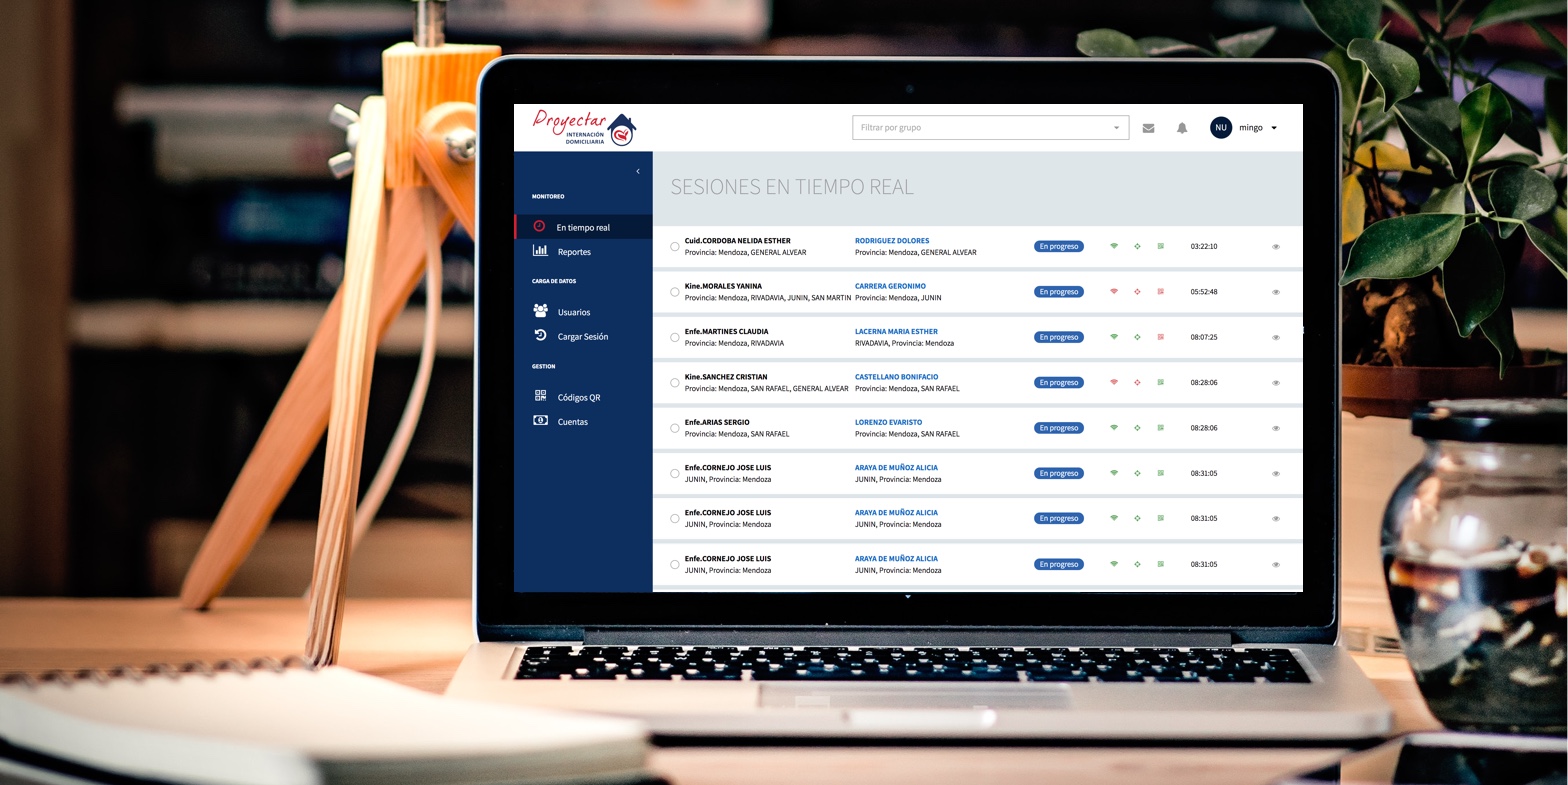 Proyectar
INTERNACIÓN
DOMICILIARIA
Filtrar por grupo
NU mingo
MONITOREO
En tiempo real
Reportes
CARGA DE DATOS
Usuarios
Cargar Sesión
GESTION
Códigos QR
Cuentas
SESIONES EN TIEMPO REAL
Cuid.CORDOBA NELIDA ESTHER RODRIGUEZ DOLORES En progreso 03:22:10
Provincia: Mendoza, GENERAL ALVEAR Provincia: Mendoza, GENERAL ALVEAR
Kine.MORALES YANINA CARRERA GERONIMO En progreso 05:52:48
Provincia: Mendoza, RIVADAVIA, JUNIN, SAN MARTIN Provincia: Mendoza, JUNIN
Enfe.MARTINES CLAUDIA LACERNA MARIA ESTHER En progreso 08:07:25
Provincia: Mendoza, RIVADAVIA RIVADAVIA, Provincia: Mendoza
Kine.SANCHEZ CRISTIAN CASTELLANO BONIFACIO En progreso 08:28:06
Provincia: Mendoza, SAN RAFAEL, GENERAL ALVEAR Provincia: Mendoza, SAN RAFAEL
Enfe.ARIAS SERGIO LORENZO EVARISTO En progreso 08:28:06
Provincia: Mendoza, SAN RAFAEL Provincia: Mendoza, SAN RAFAEL
Enfe.CORNEJO JOSE LUIS ARAYA DE MUÑOZ ALICIA En progreso 08:31:05
JUNIN, Provincia: Mendoza JUNIN, Provincia: Mendoza
Enfe.CORNEJO JOSE LUIS ARAYA DE MUÑOZ ALICIA En progreso 08:31:05
JUNIN, Provincia: Mendoza JUNIN, Provincia: Mendoza
Enfe.CORNEJO JOSE LUIS ARAYA DE MUÑOZ ALICIA En progreso 08:31:05
JUNIN, Provincia: Mendoza JUNIN, Provincia: Mendoza